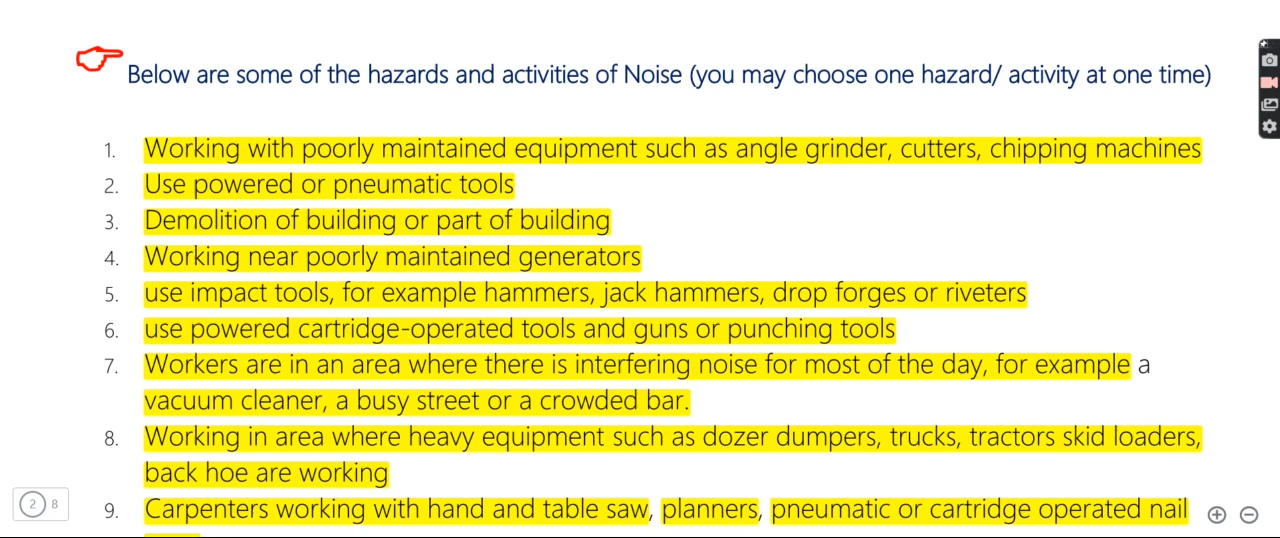 Below are some of the hazards and activities of Noise (you may choose one hazard/ activity at one time)
1. Working with poorly maintained equipment such as angle grinder, cutters, chipping machines
2. Use powered or pneumatic tools
3. Demolition of building or part of building
4. Working near poorly maintained generators
5. use impact tools, for example hammers, jack hammers, drop forges or riveters
6. use powered cartridge-operated tools and guns or punching tools
7. Workers are in an area where there is interfering noise for most of the day, for example a
vacuum cleaner, a busy street or a crowded bar.
8. Working in area where heavy equipment such as dozer dumpers, trucks, tractors skid loaders,
back hoe are working
9. Carpenters working with hand and table saw, planners, pneumatic or cartridge operated nail
2 8